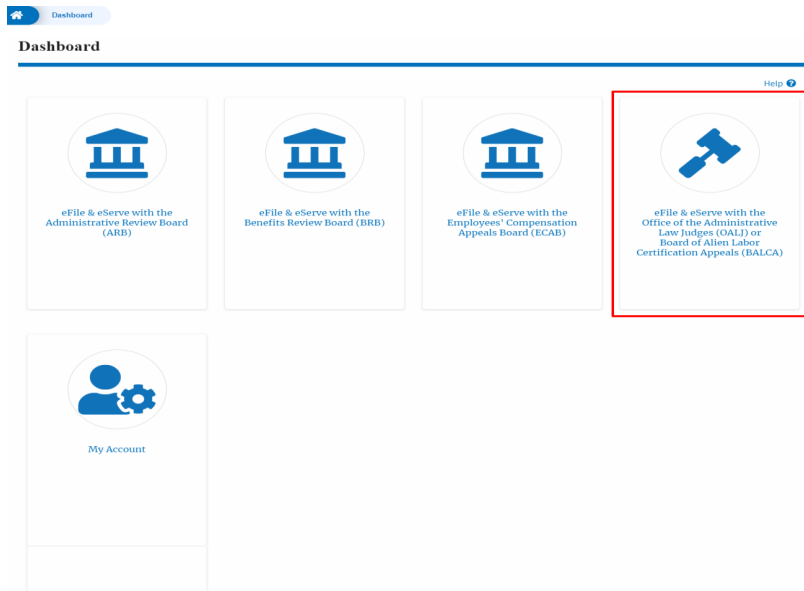 Dashboard
Dashboard
Help
eFile & eServe with the
Administrative Review Board
(ARB)
eFile & eServe with the
Benefits Review Board (BRB)
eFile & eServe with the
Employees' Compensation
Appeals Board (ECAB)
eFile & eServe with the
Office of the Administrative
Law Judges (OALJ) or
Board of Alien Labor
Certification Appeals (BALCA)
My Account